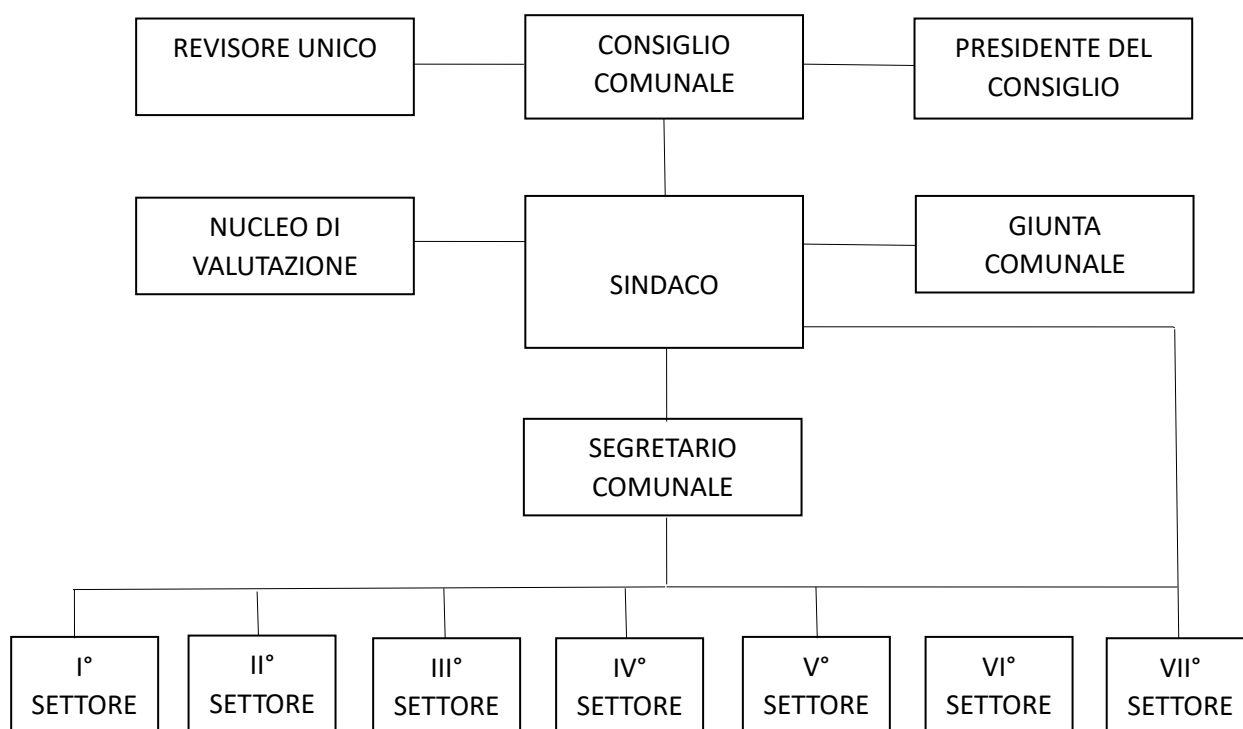 REVISORE UNICO
CONSIGLIO
COMUNALE
PRESIDENTE DEL
CONSIGLIO
NUCLEO DI
VALUTAZIONE
SINDACO
GIUNTA
COMUNALE
SEGRETARIO
COMUNALE
I°
SETTORE
II°
SETTORE
III°
SETTORE
IV°
SETTORE
V°
SETTORE
VI°
SETTORE
VII°
SETTORE